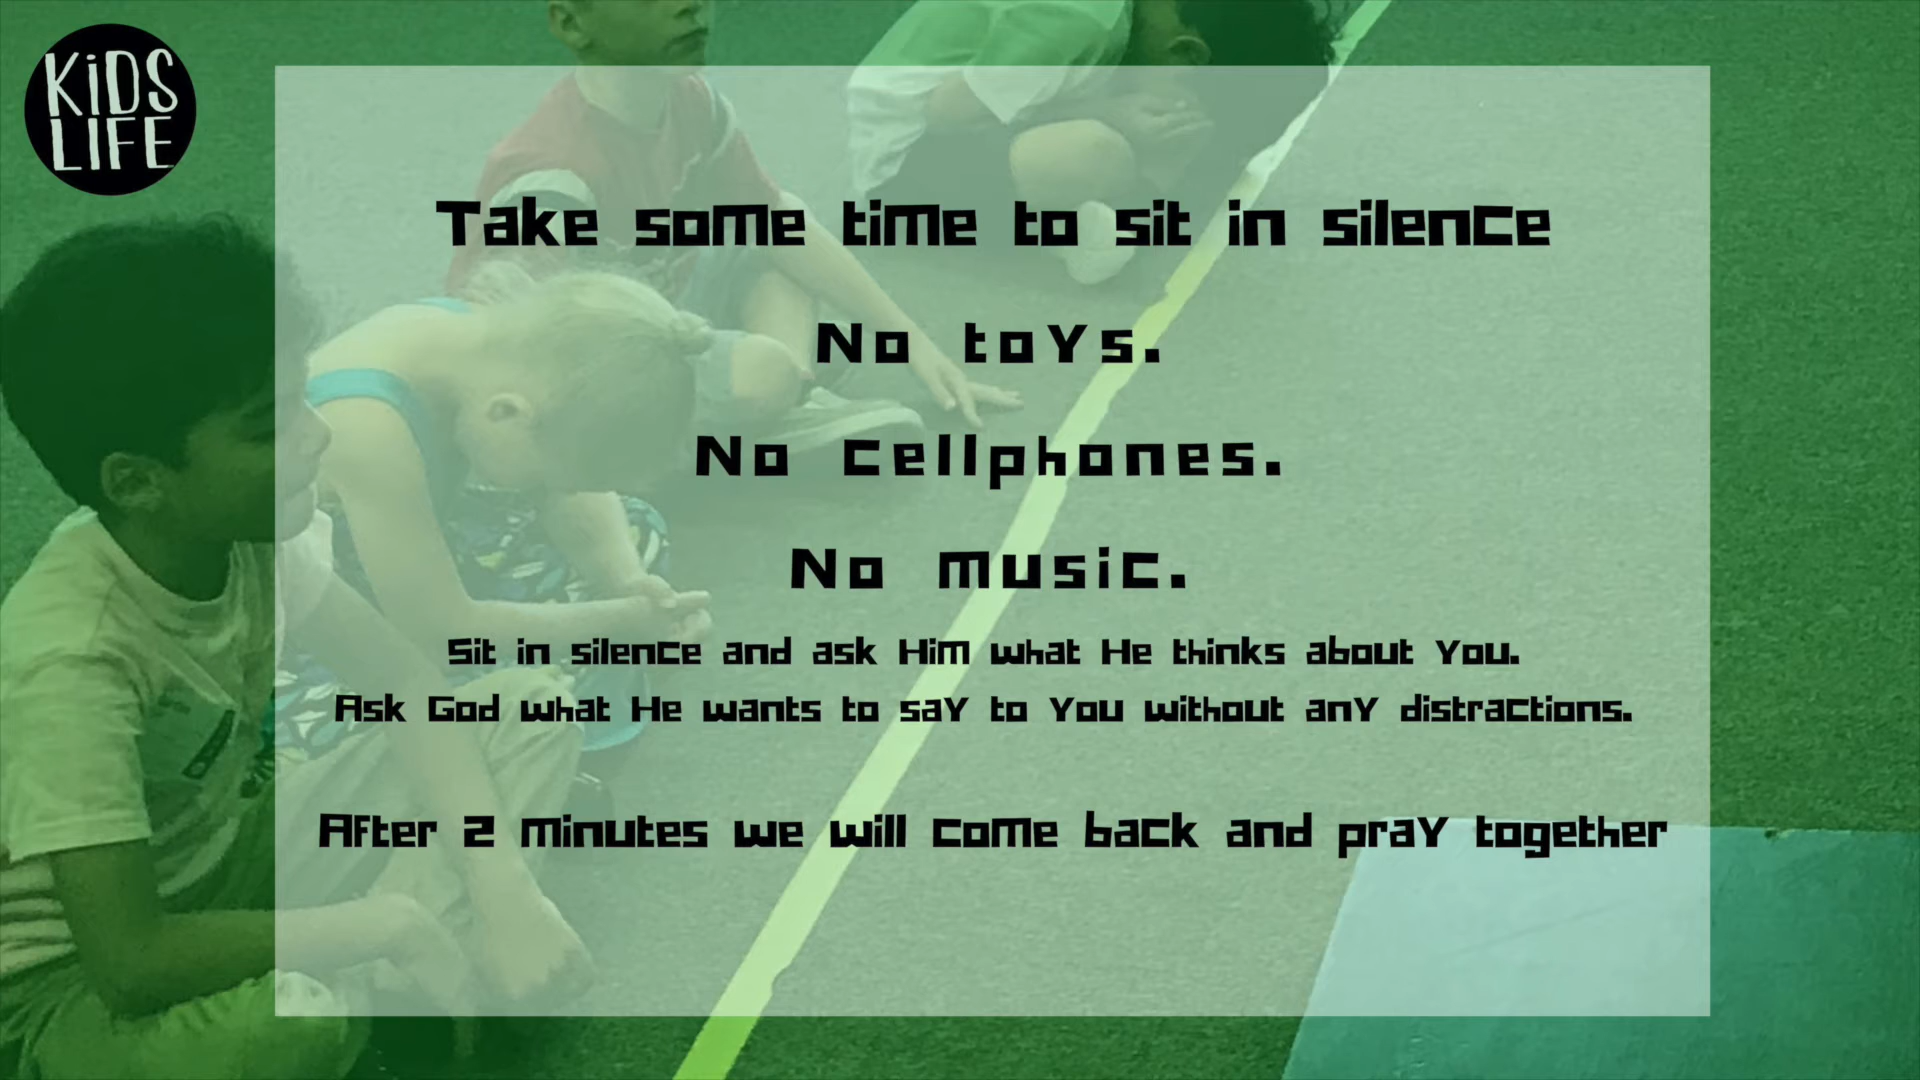 KiDS
LIFE
Take some time to sit in silence
No toys.
No cellphones.
No music.
Sit in silence and ask Him what He thinks about you.
Ask God what He wants to say to you without any distractions.
After 2 minutes we will come back and pray together